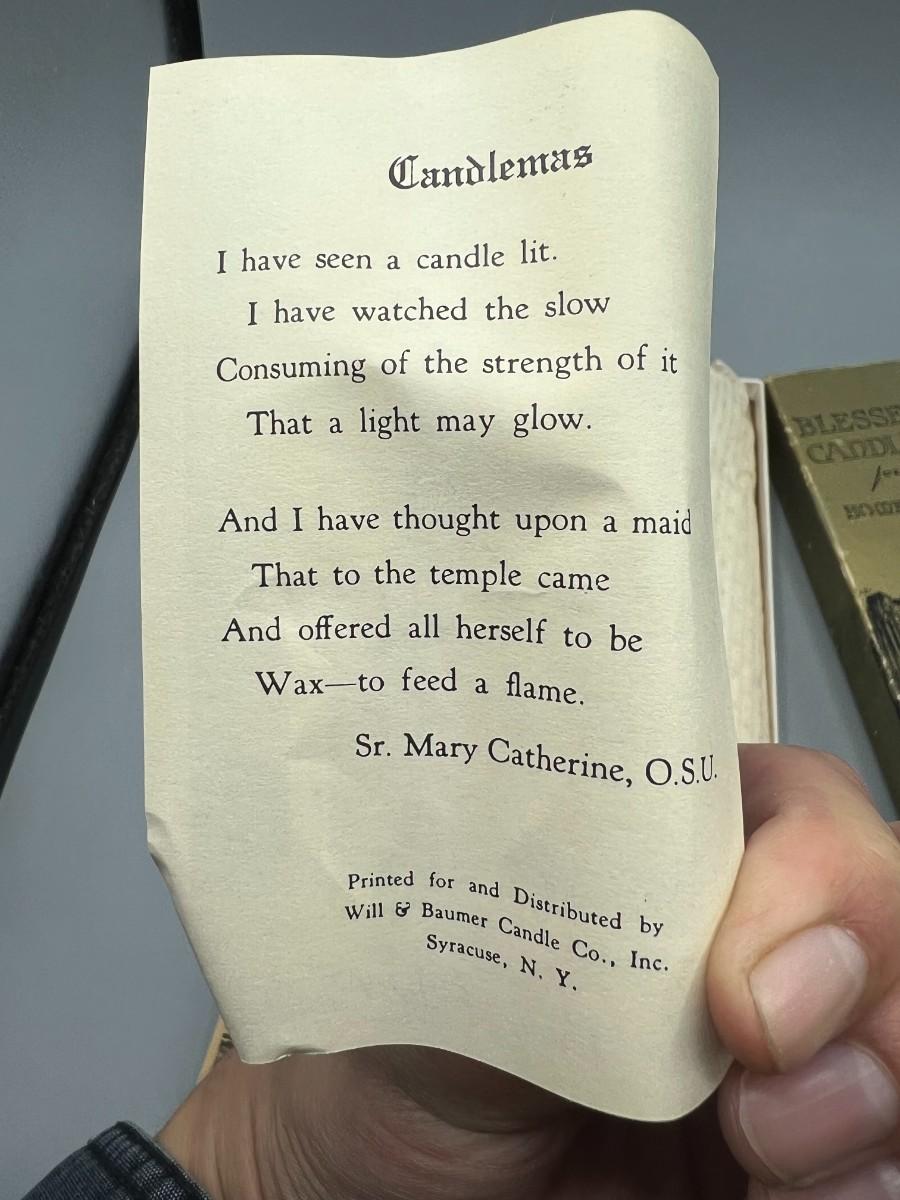 Candlemas
I have seen a candle lit.
I have watched the slow
Consuming of the strength of it
That a light may glow.
And I have thought upon a maid
That to the temple came
And offered all herself to be
Wax—to feed a flame.
Sr. Mary Catherine, O.S.U.
Printed for and Distributed by
Will & Baumer Candle Co., Inc.
Syracuse, N. Y.
BLESSE
CANDL